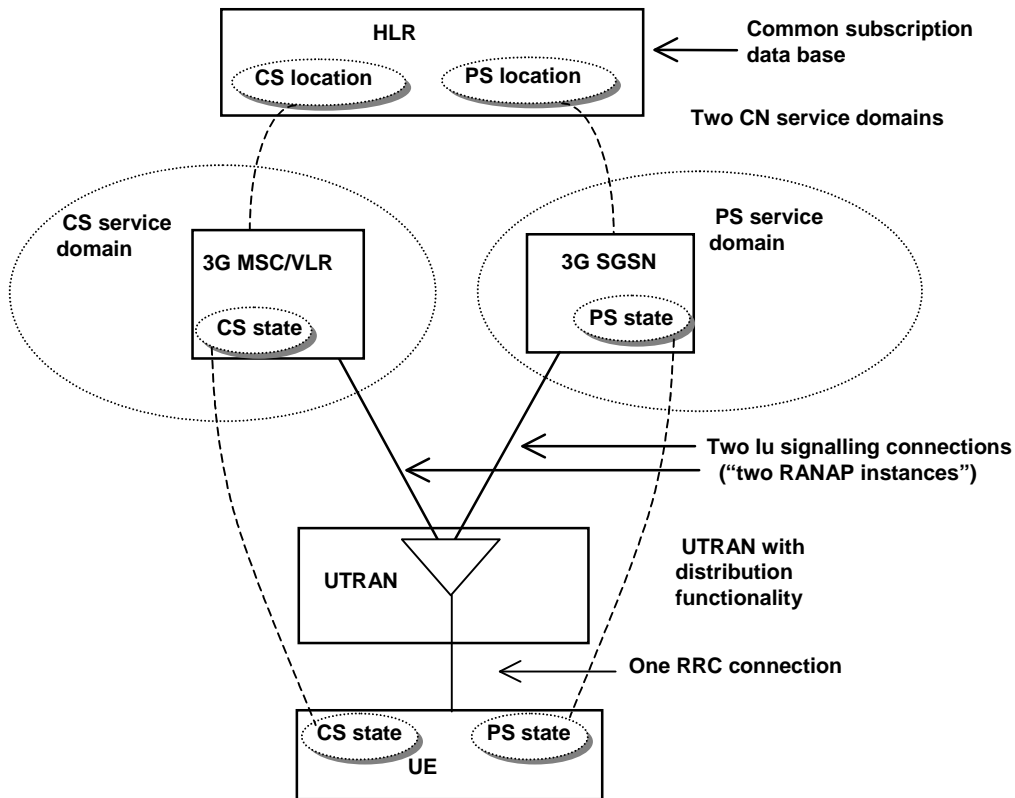 HLR
Common subscription
data base
CS location
PS location
Two CN service domains
CS service
domain
PS service
domain
3G MSC/VLR
3G SGSN
CS state
PS state
Two Iu signalling connections
(“two RANAP instances”)
UTRAN
UTRAN with
distribution
functionality
One RRC connection
CS state
PS state
UE